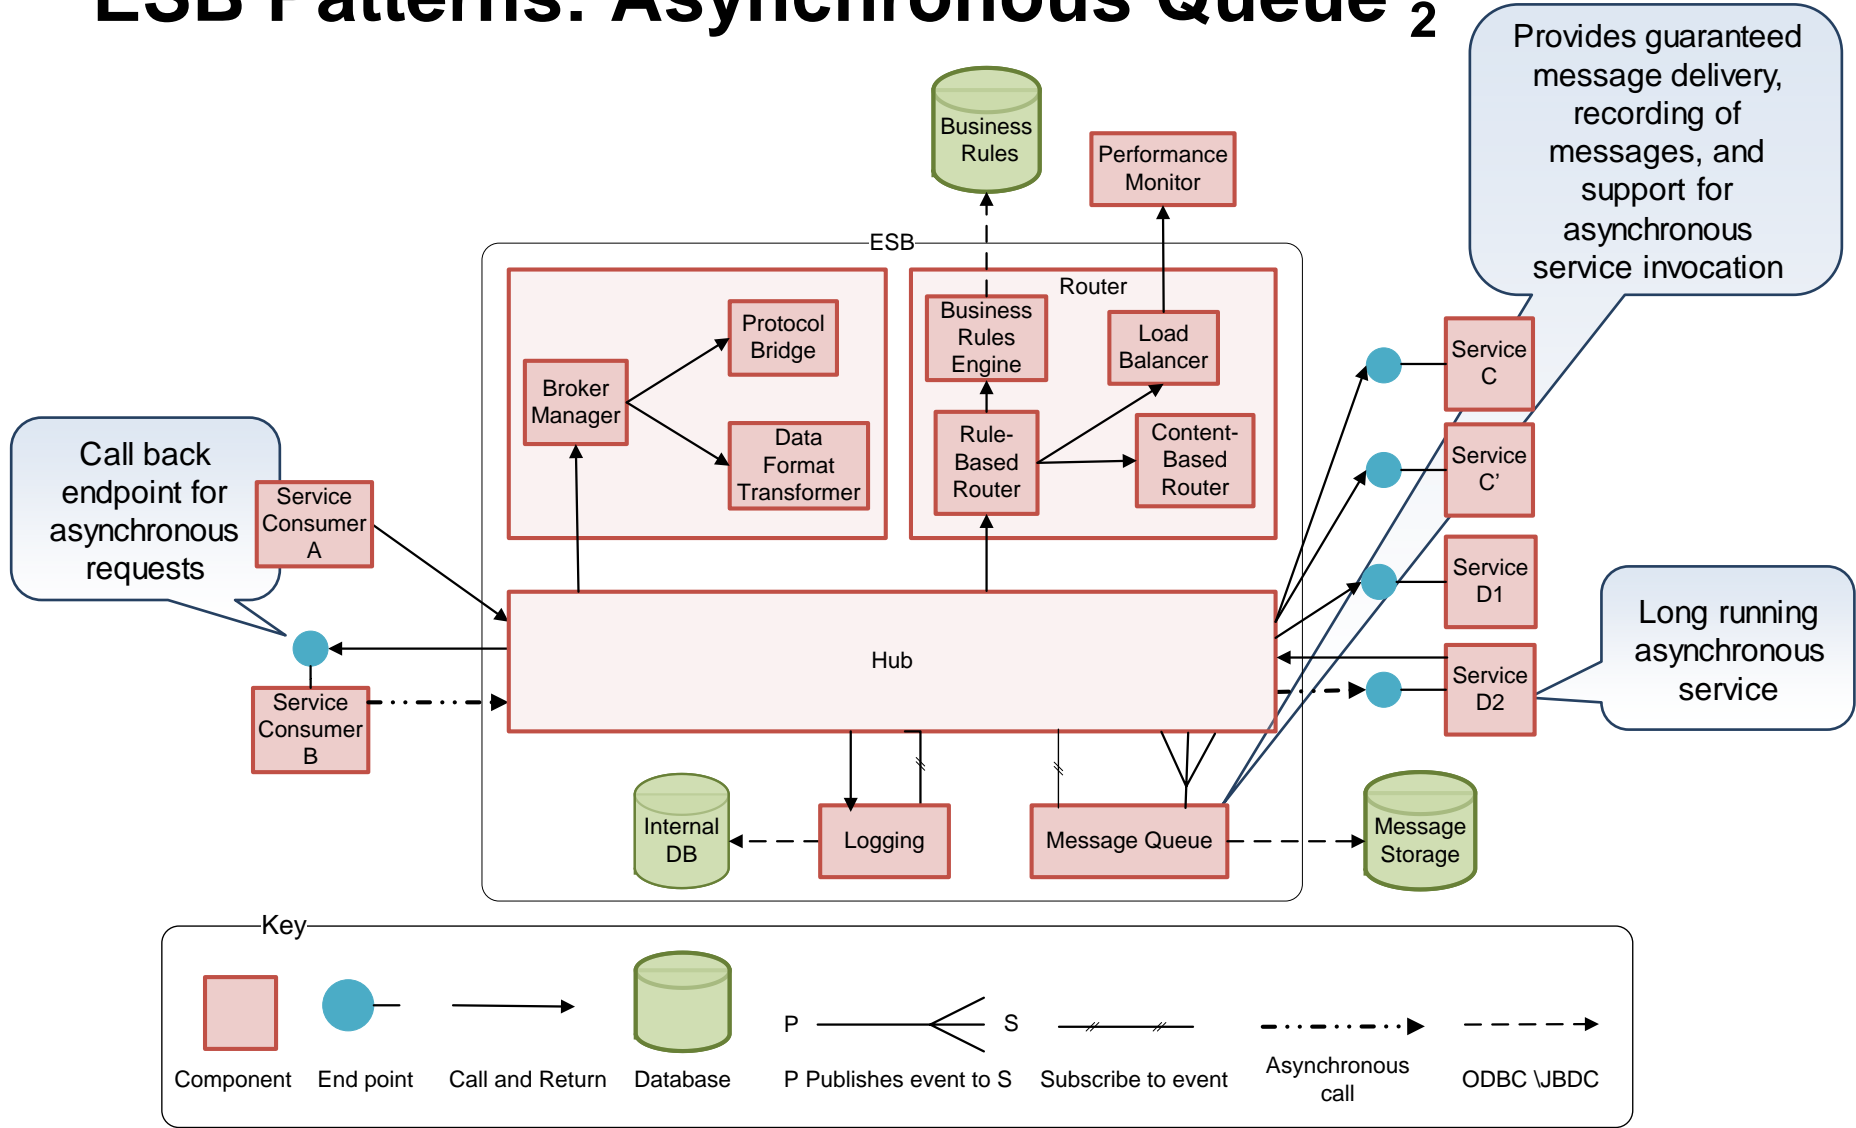 ESB Patterns: Asynchronous Queue 2
Provides guaranteed
message delivery,
recording of
messages, and
support for
asynchronous
service invocation
Business
Rules
Performance
Monitor
ESB
Router
Protocol
Bridge
Broker
Manager
Data
Format
Transformer
Business
Rules
Engine
Load
Balancer
Rule-
Based
Router
Content-
Based
Router
Service
C
Service
C’
Service
D1
Service
D2
Call back
endpoint for
asynchronous
requests
Service
Consumer
A
Service
Consumer
B
Hub
Long running
asynchronous
service
Internal
DB
Logging
Message Queue
Message
Storage
Key
P
S
Component
End point
Call and Return
Database
P Publishes event to S
Subscribe to event
Asynchronous
call
ODBC \JBDC